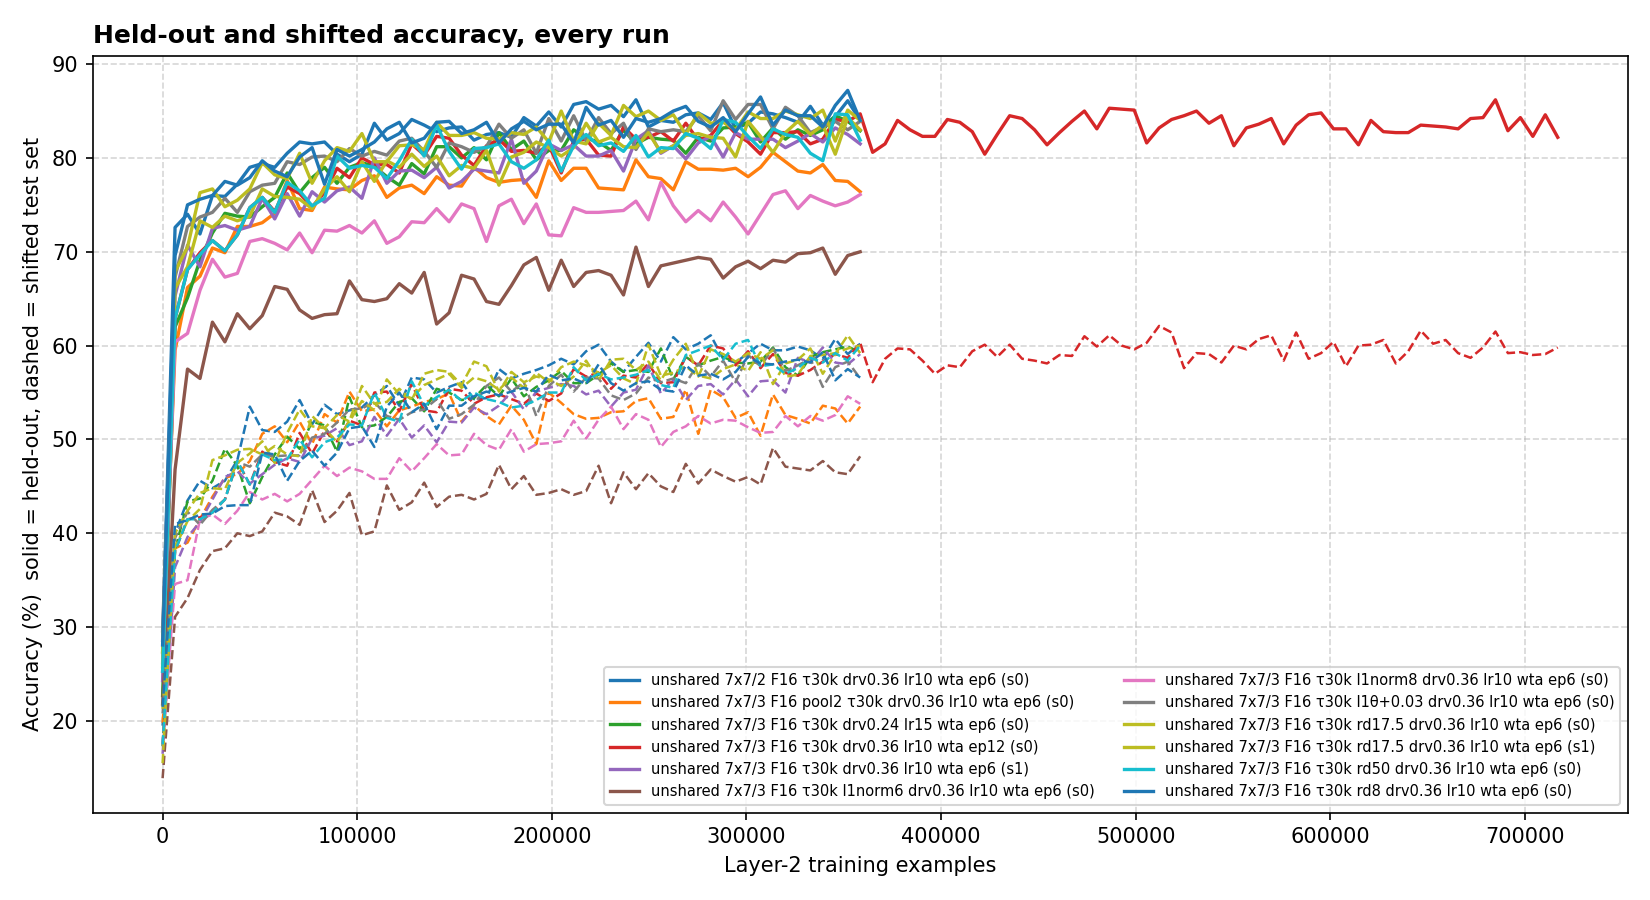 Held-out and shifted accuracy, every run
Accuracy (%)  solid = held-out, dashed = shifted test set
90
80
70
60
50
40
30
20
0
100000
200000
300000
400000
500000
600000
700000
Layer-2 training examples
unshared 7x7/2 F16 τ30k drv0.36 lr10 wta ep6 (s0)
unshared 7x7/3 F16 pool2 τ30k drv0.36 lr10 wta ep6 (s0)
unshared 7x7/3 F16 τ30k drv0.24 lr15 wta ep6 (s0)
unshared 7x7/3 F16 τ30k drv0.36 lr10 wta ep12 (s0)
unshared 7x7/3 F16 τ30k drv0.36 lr10 wta ep6 (s1)
unshared 7x7/3 F16 τ30k l1norm6 drv0.36 lr10 wta ep6 (s0)
unshared 7x7/3 F16 τ30k l1norm8 drv0.36 lr10 wta ep6 (s0)
unshared 7x7/3 F16 τ30k l1θ+0.03 drv0.36 lr10 wta ep6 (s0)
unshared 7x7/3 F16 τ30k rd17.5 drv0.36 lr10 wta ep6 (s0)
unshared 7x7/3 F16 τ30k rd17.5 drv0.36 lr10 wta ep6 (s1)
unshared 7x7/3 F16 τ30k rd50 drv0.36 lr10 wta ep6 (s0)
unshared 7x7/3 F16 τ30k rd8 drv0.36 lr10 wta ep6 (s0)